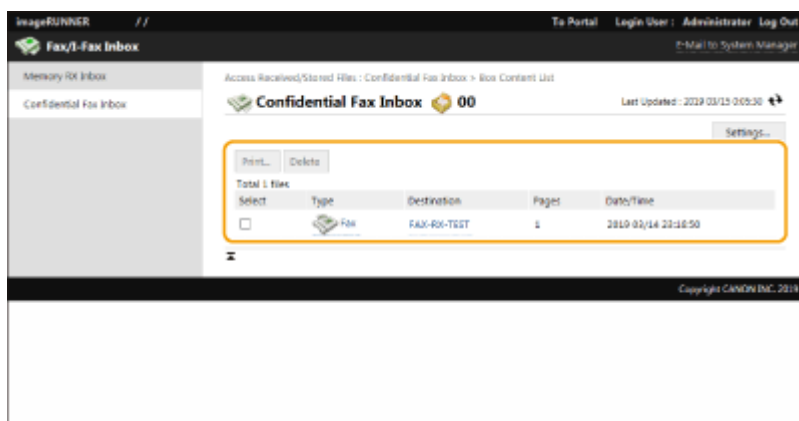 imageRUNNER // To Portal Login User : Administrator Log Out
Fax/I-Fax Inbox E-Mail to System Manager
Memory RX Inbox
Confidential Fax Inbox
Access Received/Stored Files : Confidential Fax Inbox > Box Content List
Confidential Fax Inbox 00 Last Updated : 2019 03/15 0:05:30
Settings...
Print... Delete
Total 1 files
Select Type Destination Pages Date/Time
Fax FAX-RX-TEST 1 2019 03/14 23:18:50
Copyright CANON INC. 2019